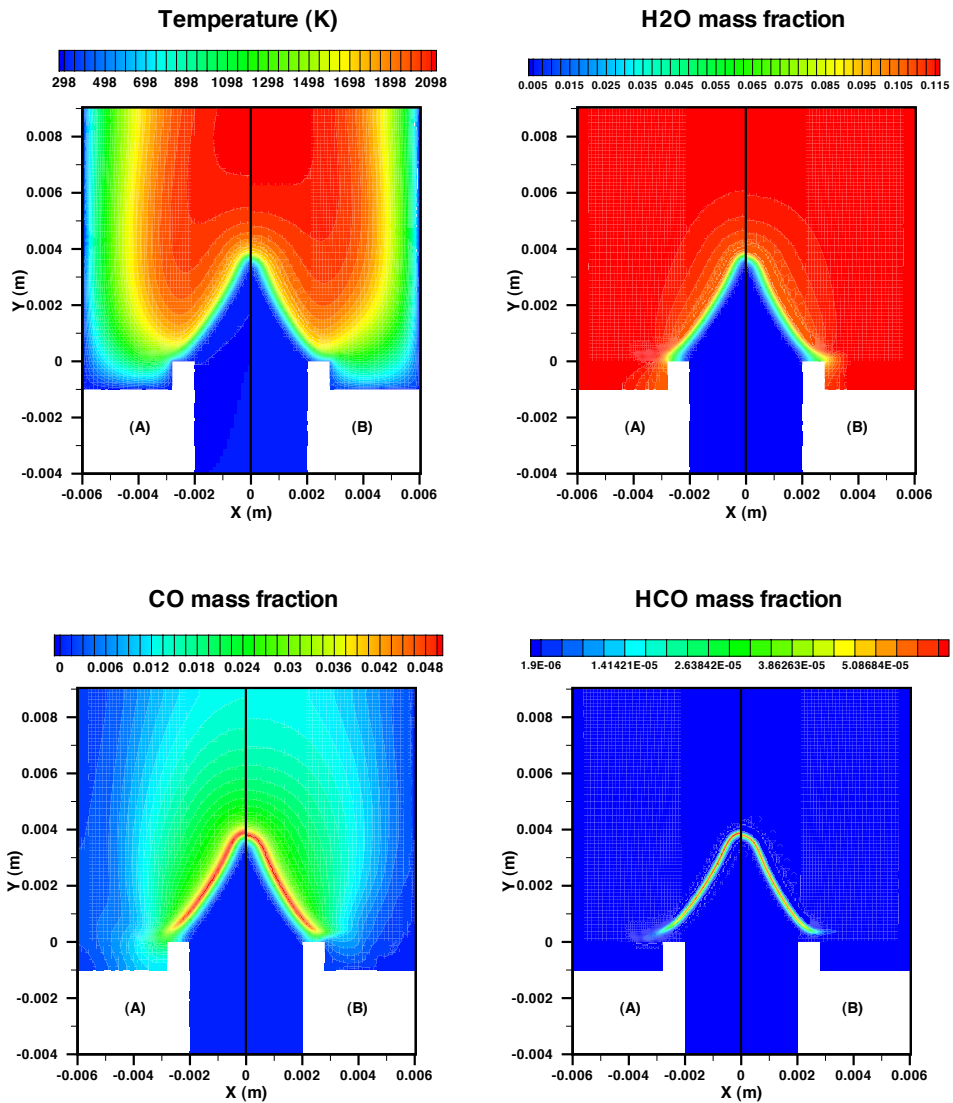 Temperature (K)
298 498 698 898 1098 1298 1498 1698 1898 2098
0.008
0.006
0.004
0.002
0
-0.002
-0.004
Y (m)
(A)
(B)
-0.006 -0.004 -0.002 0 0.002 0.004 0.006
X (m)
H2O mass fraction
0.005 0.015 0.025 0.035 0.045 0.055 0.065 0.075 0.085 0.095 0.105 0.115
0.008
0.006
0.004
0.002
0
-0.002
-0.004
Y (m)
(A)
(B)
-0.006 -0.004 -0.002 0 0.002 0.004 0.006
X (m)
CO mass fraction
0 0.006 0.012 0.018 0.024 0.03 0.036 0.042 0.048
0.008
0.006
0.004
0.002
0
-0.002
-0.004
Y (m)
(A)
(B)
-0.006 -0.004 -0.002 0 0.002 0.004 0.006
X (m)
HCO mass fraction
1.9E-06 1.41421E-05 2.63842E-05 3.86263E-05 5.08684E-05
0.008
0.006
0.004
0.002
0
-0.002
-0.004
Y (m)
(A)
(B)
-0.006 -0.004 -0.002 0 0.002 0.004 0.006
X (m)